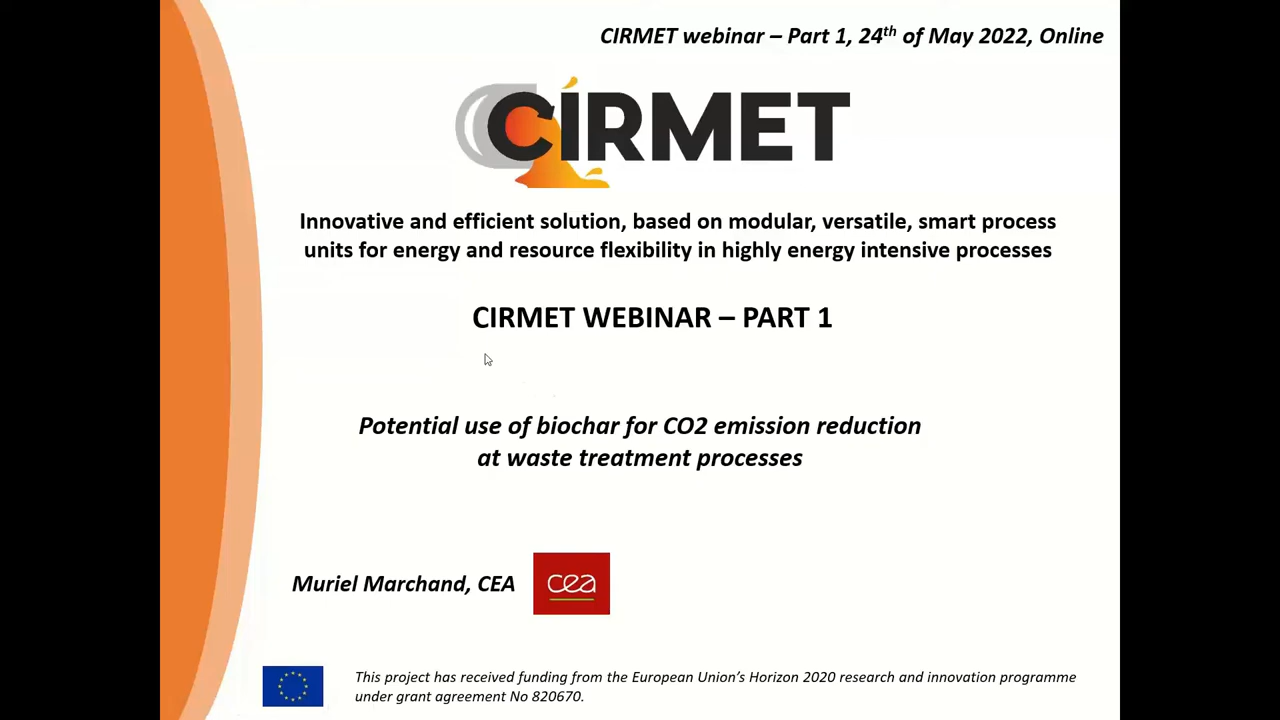 CIRMET webinar – Part 1, 24th of May 2022, Online
CIRMET
Innovative and efficient solution, based on modular, versatile, smart process
units for energy and resource flexibility in highly energy intensive processes
CIRMET WEBINAR – PART 1
Potential use of biochar for CO2 emission reduction
at waste treatment processes
Muriel Marchand, CEA
cea
This project has received funding from the European Union’s Horizon 2020 research and innovation programme
under grant agreement No 820670.